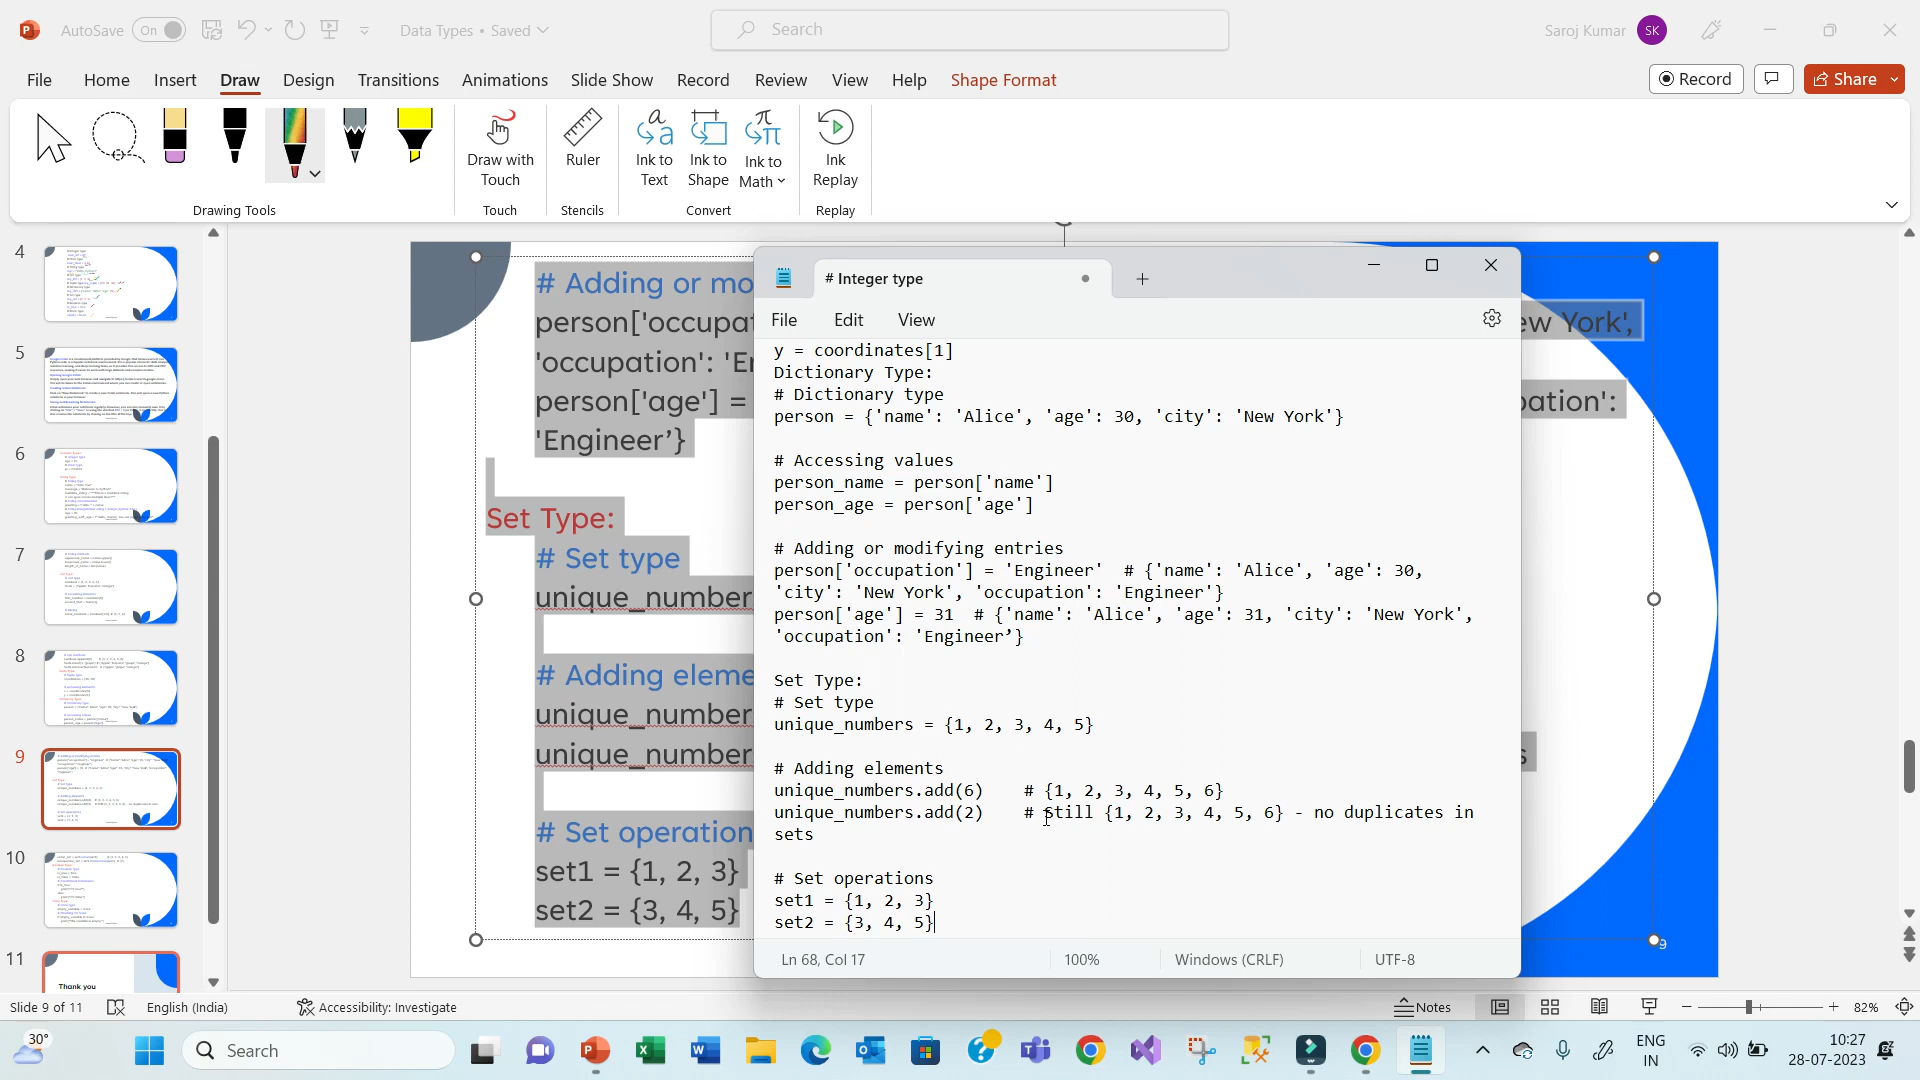 AutoSave On Data Types • Saved Search Saroj Kumar SK
File Home Insert Draw Design Transitions Animations Slide Show Record Review View Help Shape Format Record Share
Draw with Touch
Ruler
Ink to Text
Ink to Shape
Ink to Math
Ink Replay
Drawing Tools Touch Stencils Convert Replay
4
5
6
7
8
9
10
11
Thank you
# Adding or mo
person['occupat
'occupation': 'E
person['age'] =
'Engineer’}
Set Type:
# Set type
unique_number
# Adding eleme
unique_number
unique_number
# Set operation
set1 = {1, 2, 3}
set2 = {3, 4, 5}
ew York',
pation':
s
9
# Integer type
File Edit View
y = coordinates[1]
Dictionary Type:
# Dictionary type
person = {'name': 'Alice', 'age': 30, 'city': 'New York'}
# Accessing values
person_name = person['name']
person_age = person['age']
# Adding or modifying entries
person['occupation'] = 'Engineer'  # {'name': 'Alice', 'age': 30,
'city': 'New York', 'occupation': 'Engineer'}
person['age'] = 31  # {'name': 'Alice', 'age': 31, 'city': 'New York',
'occupation': 'Engineer’}
Set Type:
# Set type
unique_numbers = {1, 2, 3, 4, 5}
# Adding elements
unique_numbers.add(6)    # {1, 2, 3, 4, 5, 6}
unique_numbers.add(2)    # Still {1, 2, 3, 4, 5, 6} - no duplicates in
sets
# Set operations
set1 = {1, 2, 3}
set2 = {3, 4, 5}
Ln 68, Col 17 100% Windows (CRLF) UTF-8
Slide 9 of 11 English (India) Accessibility: Investigate Notes 82%
30° Search ENG IN 10:27 28-07-2023